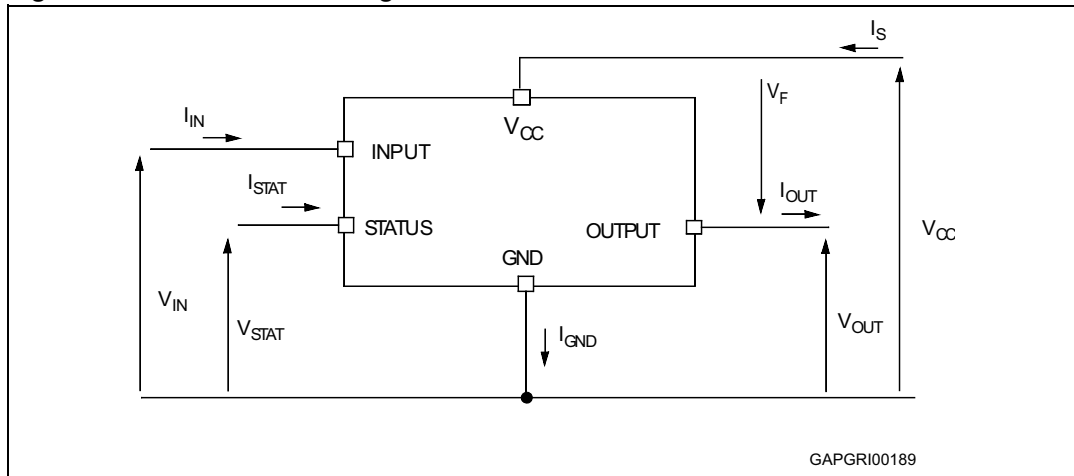 I_S
V_F
V_CC
I_IN
INPUT
I_STAT
I_OUT
STATUS
OUTPUT
V_CC
GND
V_IN
V_STAT
I_GND
V_OUT
GAPGRI00189